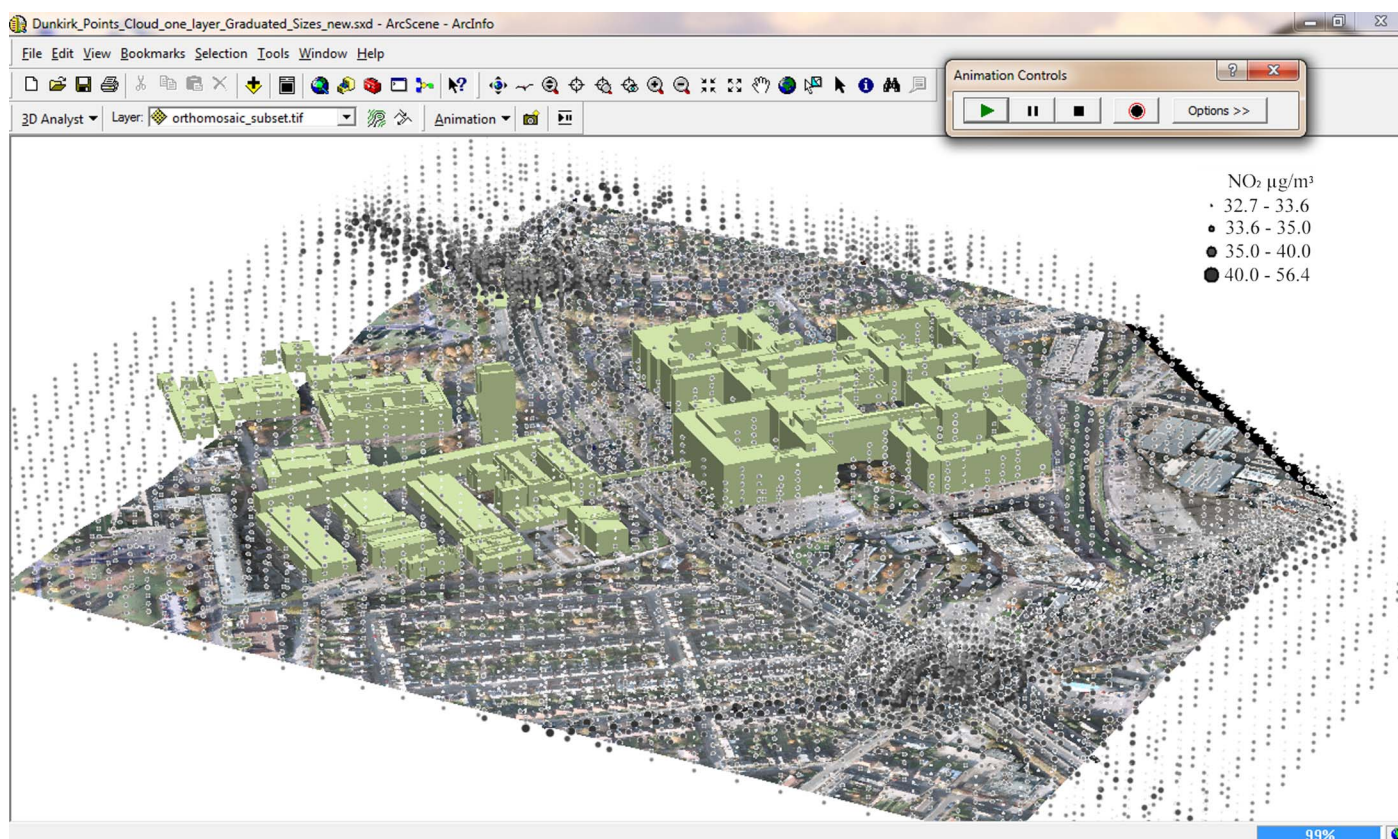 Dunkirk_Points_Cloud_one_layer_Graduated_Sizes_new.sxd - ArcScene - ArcInfo
File Edit View Bookmarks Selection Tools Window Help
Animation Controls
Options >>
3D Analyst Layer: orthomosaic_subset.tif Animation
NO₂ µg/m³
32.7 - 33.6
33.6 - 35.0
35.0 - 40.0
40.0 - 56.4
99%